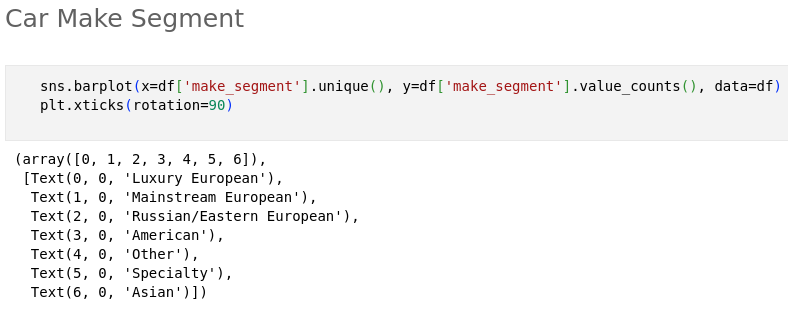 Car Make Segment
sns.barplot(x=df['make_segment'].unique(), y=df['make_segment'].value_counts(), data=df)
plt.xticks(rotation=90)
(array([0, 1, 2, 3, 4, 5, 6]),
 [Text(0, 0, 'Luxury European'),
  Text(1, 0, 'Mainstream European'),
  Text(2, 0, 'Russian/Eastern European'),
  Text(3, 0, 'American'),
  Text(4, 0, 'Other'),
  Text(5, 0, 'Specialty'),
  Text(6, 0, 'Asian')])